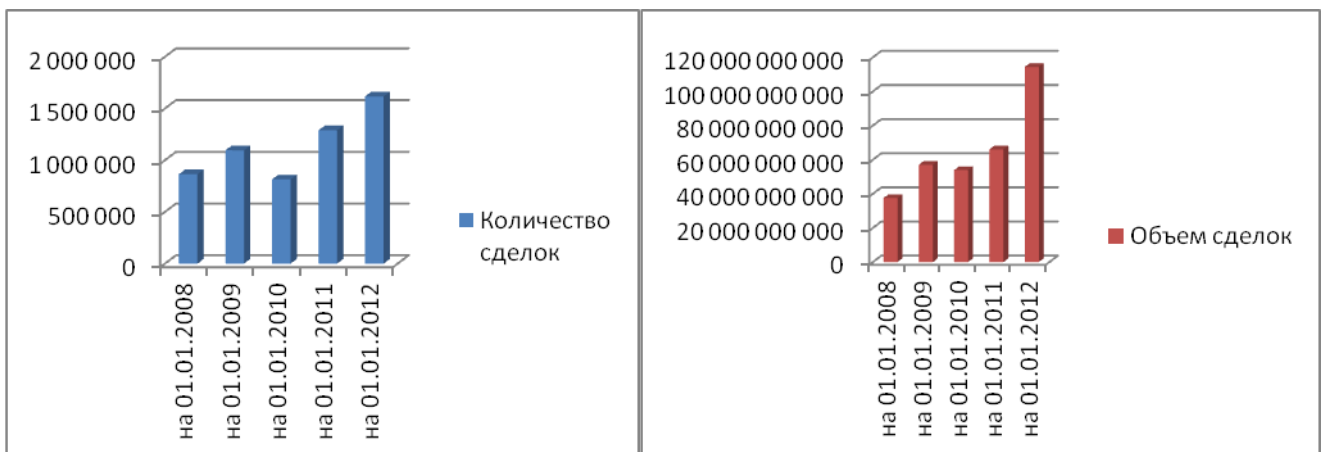 2 000 000
1 500 000
1 000 000
500 000
0
на 01.01.2008
на 01.01.2009
на 01.01.2010
на 01.01.2011
на 01.01.2012
Количество
сделок
120 000 000 000
100 000 000 000
80 000 000 000
60 000 000 000
40 000 000 000
20 000 000 000
0
на 01.01.2008
на 01.01.2009
на 01.01.2010
на 01.01.2011
на 01.01.2012
Объем сделок